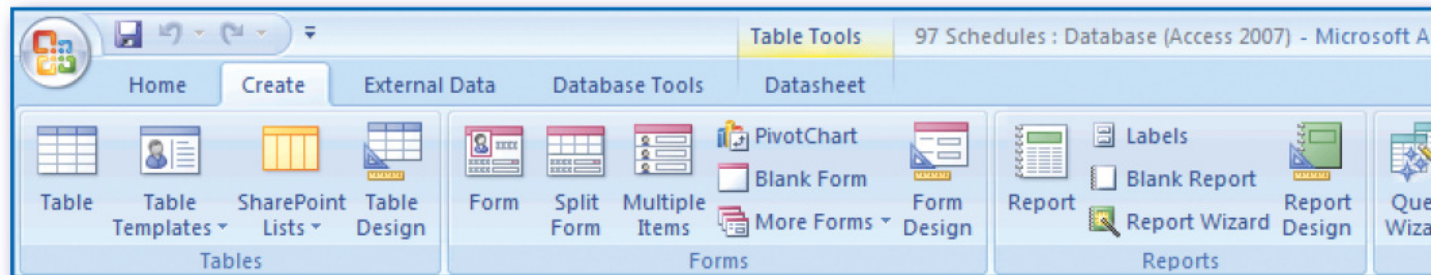 Table Tools
97 Schedules : Database (Access 2007) - Microsoft A
Home Create External Data Database Tools Datasheet
Table
Table Templates
SharePoint Lists
Table Design
Tables
Form
Split Form
Multiple Items
PivotChart
Blank Form
More Forms
Form Design
Forms
Report
Labels
Blank Report
Report Wizard
Report Design
Reports
Que
Wiza